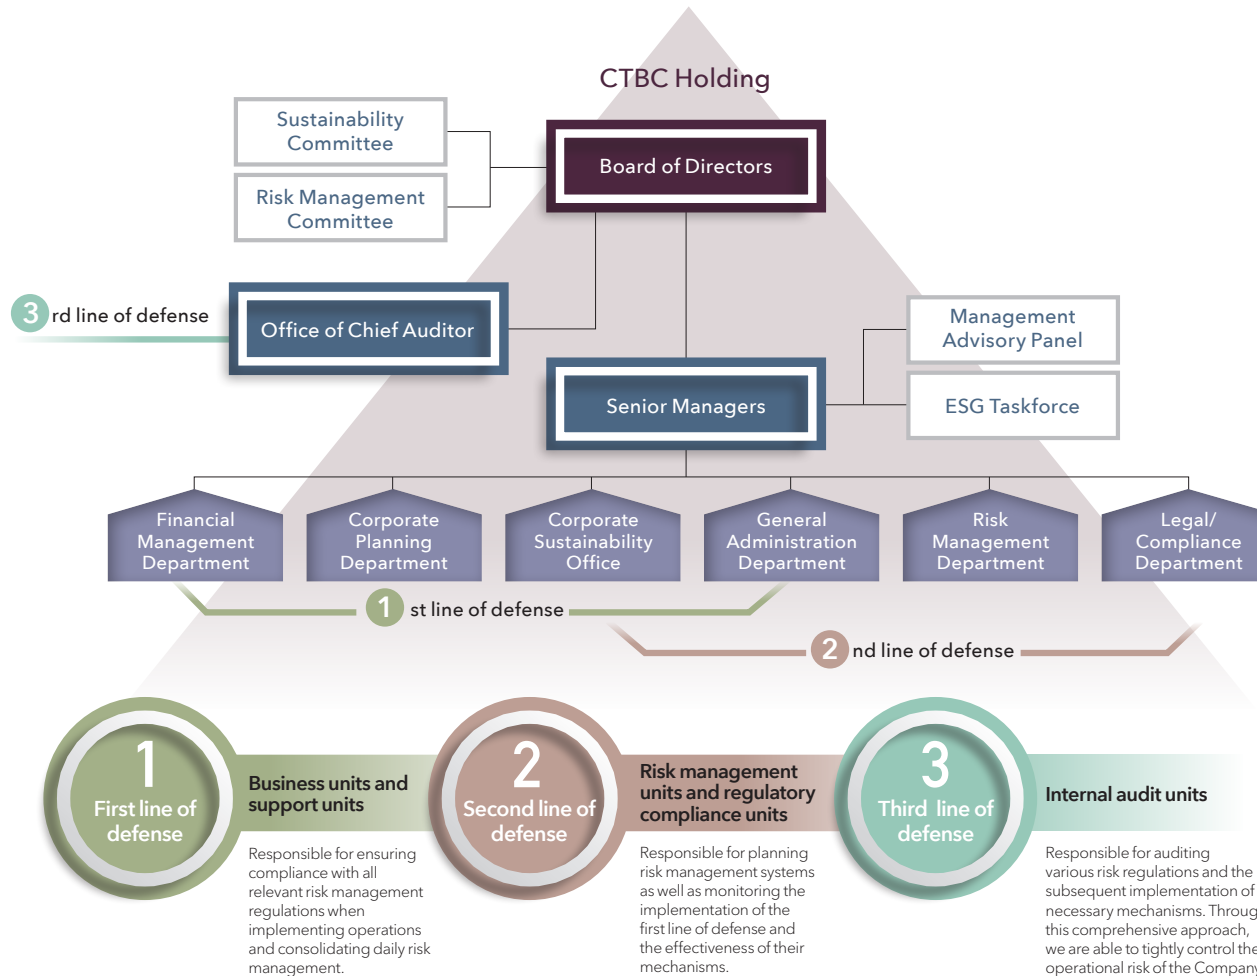 CTBC Holding
Sustainability
Committee
Board of Directors
Risk Management
Committee
3 rd line of defense
Office of Chief Auditor
Management
Advisory Panel
Senior Managers
ESG Taskforce
Financial
Management
Department
Corporate
Planning
Department
Corporate
Sustainability
Office
General
Administration
Department
Risk
Management
Department
Legal/
Compliance
Department
1 st line of defense
2 nd line of defense
1
First line of
defense
Business units and
support units
Responsible for ensuring
compliance with all
relevant risk management
regulations when
implementing operations
and consolidating daily risk
management.
2
Second line of
defense
Risk management
units and regulatory
compliance units
Responsible for planning
risk management systems
as well as monitoring the
implementation of the
first line of defense and
the effectiveness of their
mechanisms.
3
Third line of
defense
Internal audit units
Responsible for auditing
various risk regulations and the
subsequent implementation of
necessary mechanisms. Throug
this comprehensive approach,
we are able to tightly control the
operational risk of the Company